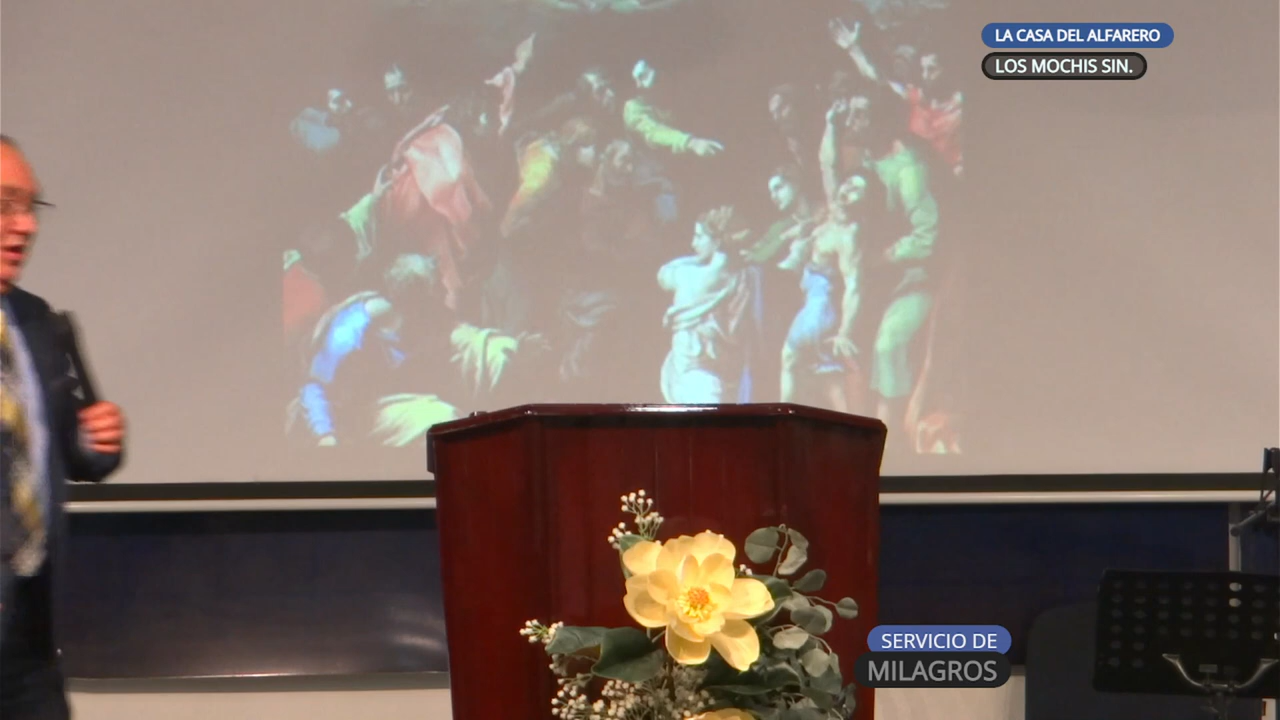 LA CASA DEL ALFARERO
LOS MOCHIS SIN.
SERVICIO DE
MILAGROS